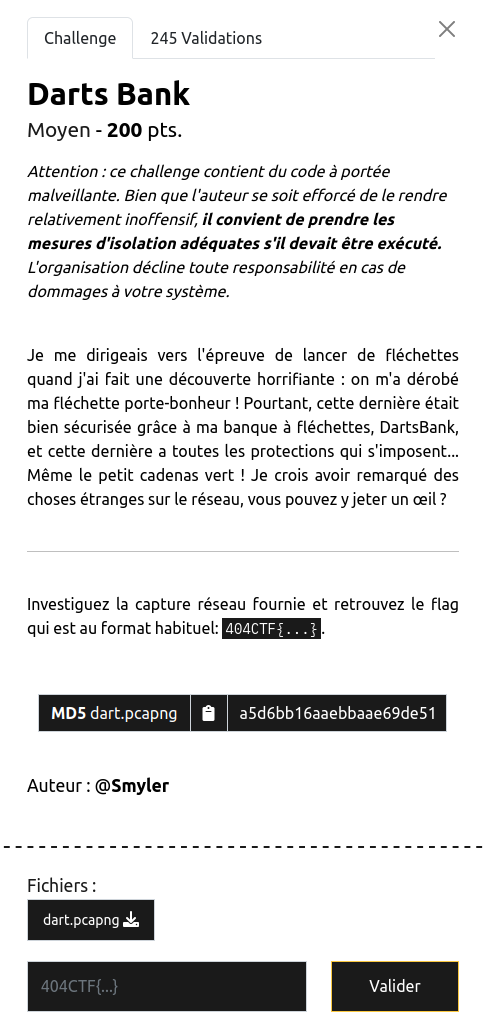 Challenge
245 Validations
Darts Bank
Moyen - 200 pts.
Attention : ce challenge contient du code à portée
malveillante. Bien que l'auteur se soit efforcé de le rendre
relativement inoffensif, il convient de prendre les
mesures d'isolation adéquates s'il devait être exécuté.
L'organisation décline toute responsabilité en cas de
dommages à votre système.
Je me dirigeais vers l'épreuve de lancer de fléchettes
quand j'ai fait une découverte horrifiante : on m'a dérobé
ma fléchette porte-bonheur ! Pourtant, cette dernière était
bien sécurisée grâce à ma banque à fléchettes, DartsBank,
et cette dernière a toutes les protections qui s'imposent...
Même le petit cadenas vert ! Je crois avoir remarqué des
choses étranges sur le réseau, vous pouvez y jeter un œil ?
Investiguez la capture réseau fournie et retrouvez le flag
qui est au format habituel: 404CTF{...}.
MD5 dart.pcapng
a5d6bb16aaebbaae69de51
Auteur : @Smyler
Fichiers :
dart.pcapng
404CTF{...}
Valider